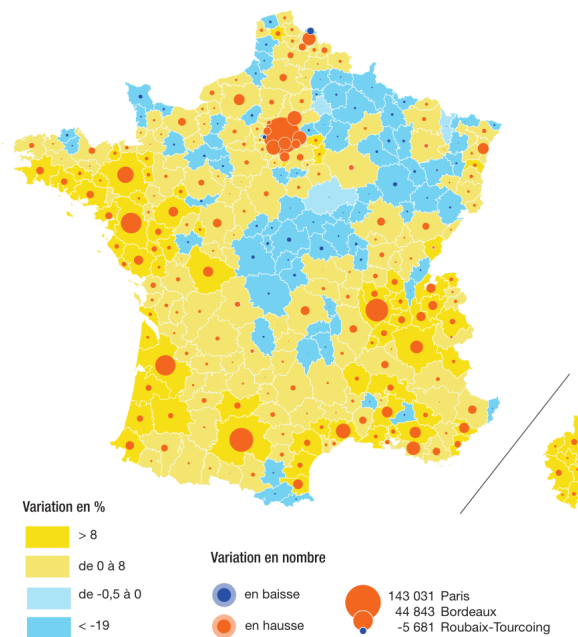 Variation en %
> 8
de 0 à 8
de -0,5 à 0
< -19
Variation en nombre
en baisse
en hausse
143 031 Paris
44 843 Bordeaux
-5 681 Roubaix-Tourcoing